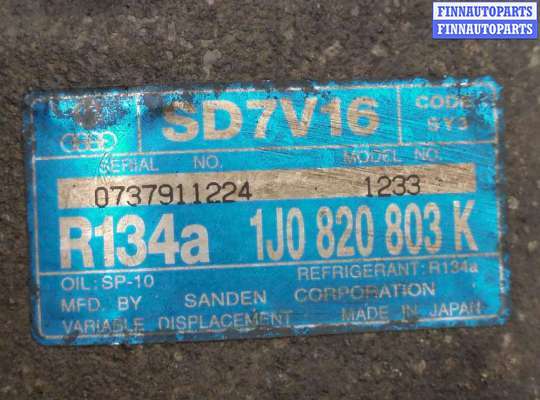 FINNAUTOPARTS
FINNAUTOPARTS
SD7V16
CODE
SY3
SERIAL NO.
MODEL NO.
0737911224
1233
R134a
1J0 820 803 K
OIL: SP-10
REFRIGERANT: R134a
MFD. BY SANDEN CORPORATION
VARIABLE DISPLACEMENT
MADE IN JAPAN